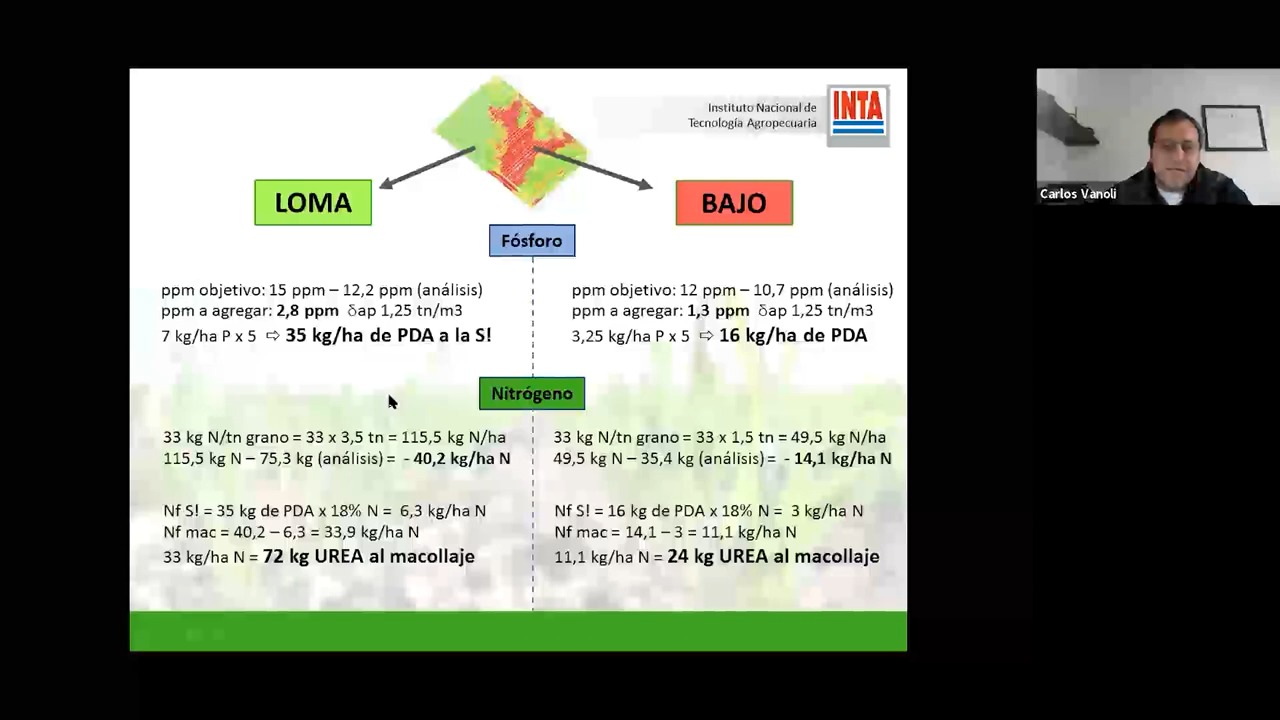 Instituto Nacional de
Tecnología Agropecuaria
INTA
LOMA
BAJO
Fósforo
ppm objetivo: 15 ppm – 12,2 ppm (análisis)
ppm a agregar: 2,8 ppm δap 1,25 tn/m3
7 kg/ha P x 5 ⇨ 35 kg/ha de PDA a la S!
ppm objetivo: 12 ppm – 10,7 ppm (análisis)
ppm a agregar: 1,3 ppm δap 1,25 tn/m3
3,25 kg/ha P x 5 ⇨ 16 kg/ha de PDA
Nitrógeno
33 kg N/tn grano = 33 x 3,5 tn = 115,5 kg N/ha
115,5 kg N – 75,3 kg (análisis) = - 40,2 kg/ha N
Nf S! = 35 kg de PDA x 18% N = 6,3 kg/ha N
Nf mac = 40,2 – 6,3 = 33,9 kg/ha N
33 kg/ha N = 72 kg UREA al macollaje
33 kg N/tn grano = 33 x 1,5 tn = 49,5 kg N/ha
49,5 kg N – 35,4 kg (análisis) = - 14,1 kg/ha N
Nf S! = 16 kg de PDA x 18% N = 3 kg/ha N
Nf mac = 14,1 – 3 = 11,1 kg/ha N
11,1 kg/ha N = 24 kg UREA al macollaje
Carlos Vanoli